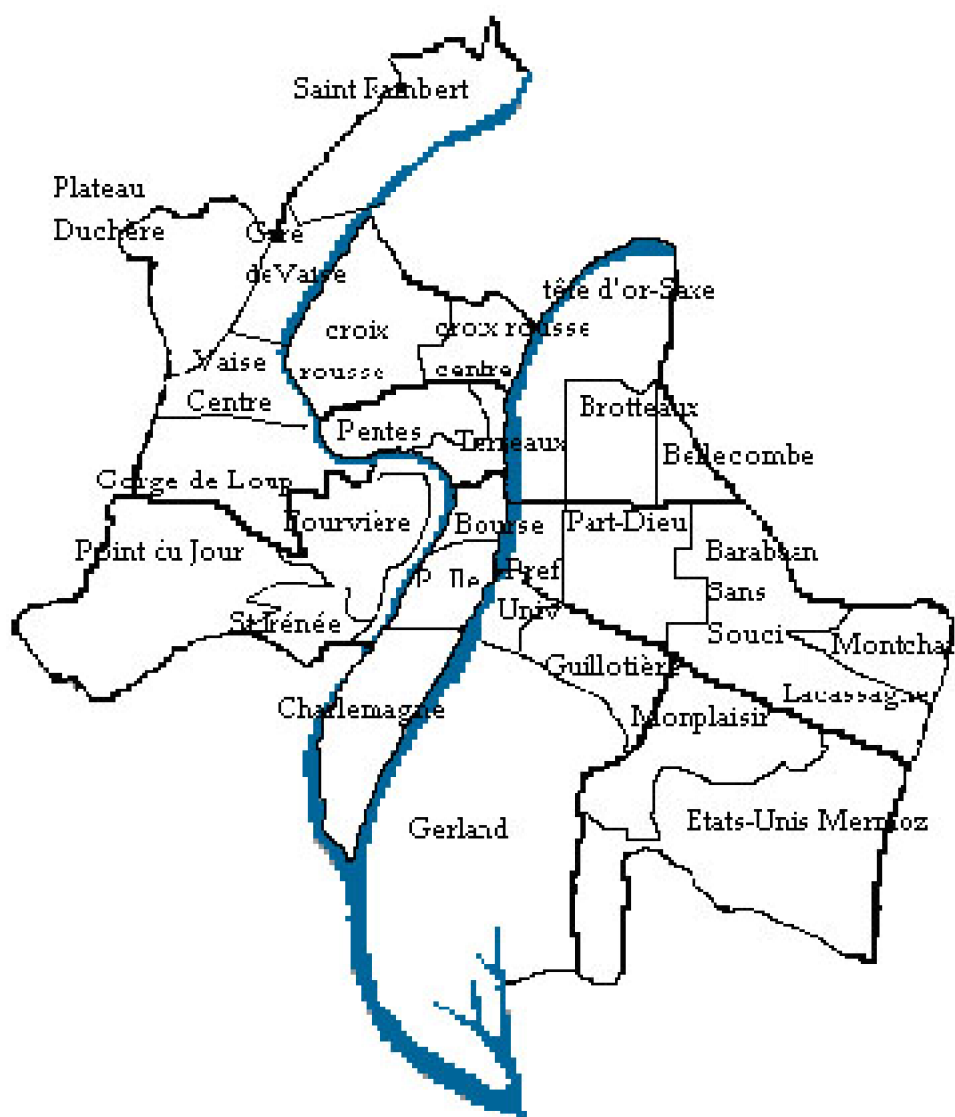 Saint Rambert
Plateau
Duchère
Gare
de Vaise
tête d'or-Saxe
croix
rousse
croix rousse
centre
Vaise
Centre
Brotteaux
Pentes
Terreaux
Bellecombe
Gorge de Loup
Fourvière
Bourse
Part-Dieu
Point du Jour
Baraban
Pref
Univ
Sans
Souci
St Irénée
Montchat
Guillotière
Lacassagne
Charlemagne
Monplaisir
Gerland
Etats-Unis Mermoz